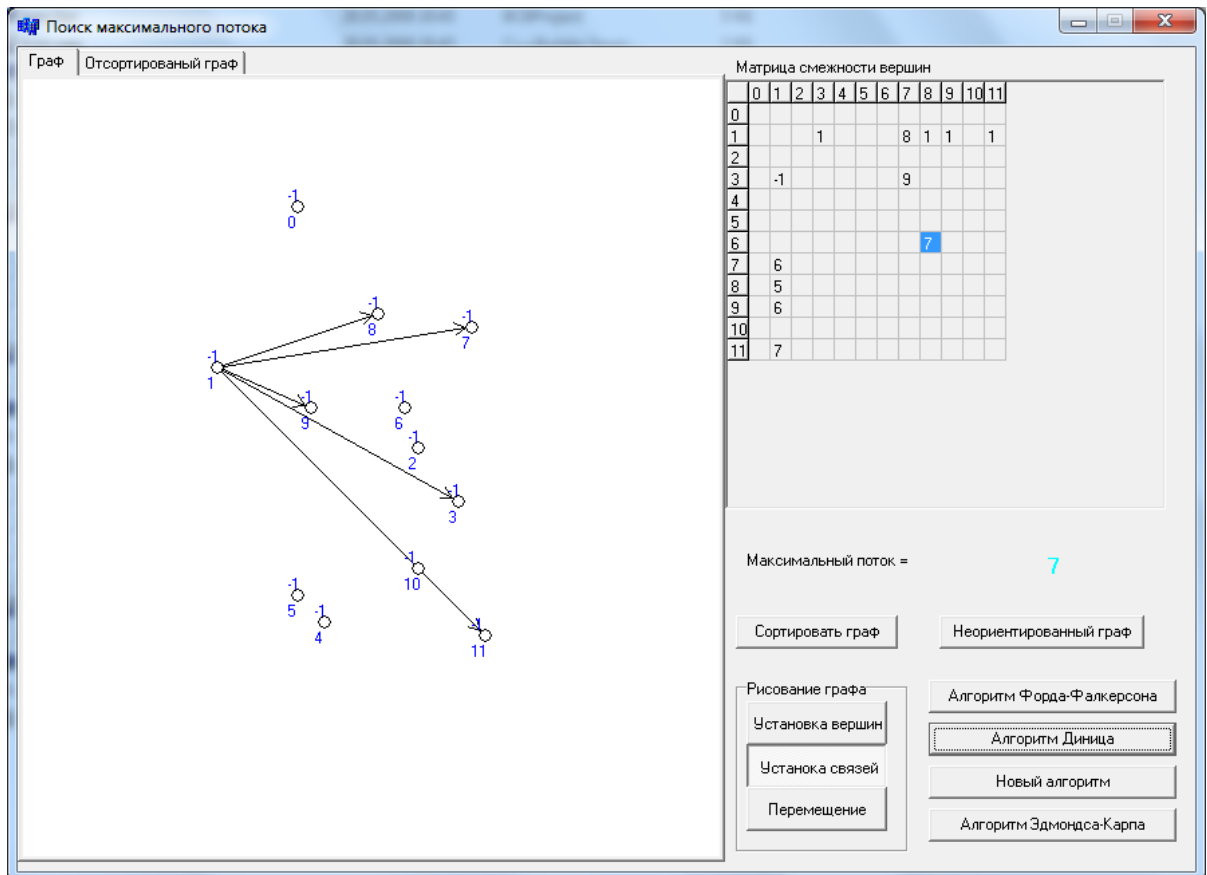 Поиск максимального потока
Граф
Отсортированый граф
-1
0
-1
8
-1
7
-1
1
-1
9
-1
6
-1
2
-1
3
-1
10
-1
5
-1
4
-1
11
Матрица смежности вершин
0 1 2 3 4 5 6 7 8 9 10 11
0
1 1 8 1 1 1
2
3 -1 9
4
5
6 7
7 6
8 5
9 6
10
11 7
Максимальный поток = 7
Сортировать граф
Неориентированный граф
Рисование графа
Установка вершин
Устанока связей
Перемещение
Алгоритм Форда-Фалкерсона
Алгоритм Диница
Новый алгоритм
Алгоритм Эдмондса-Карпа